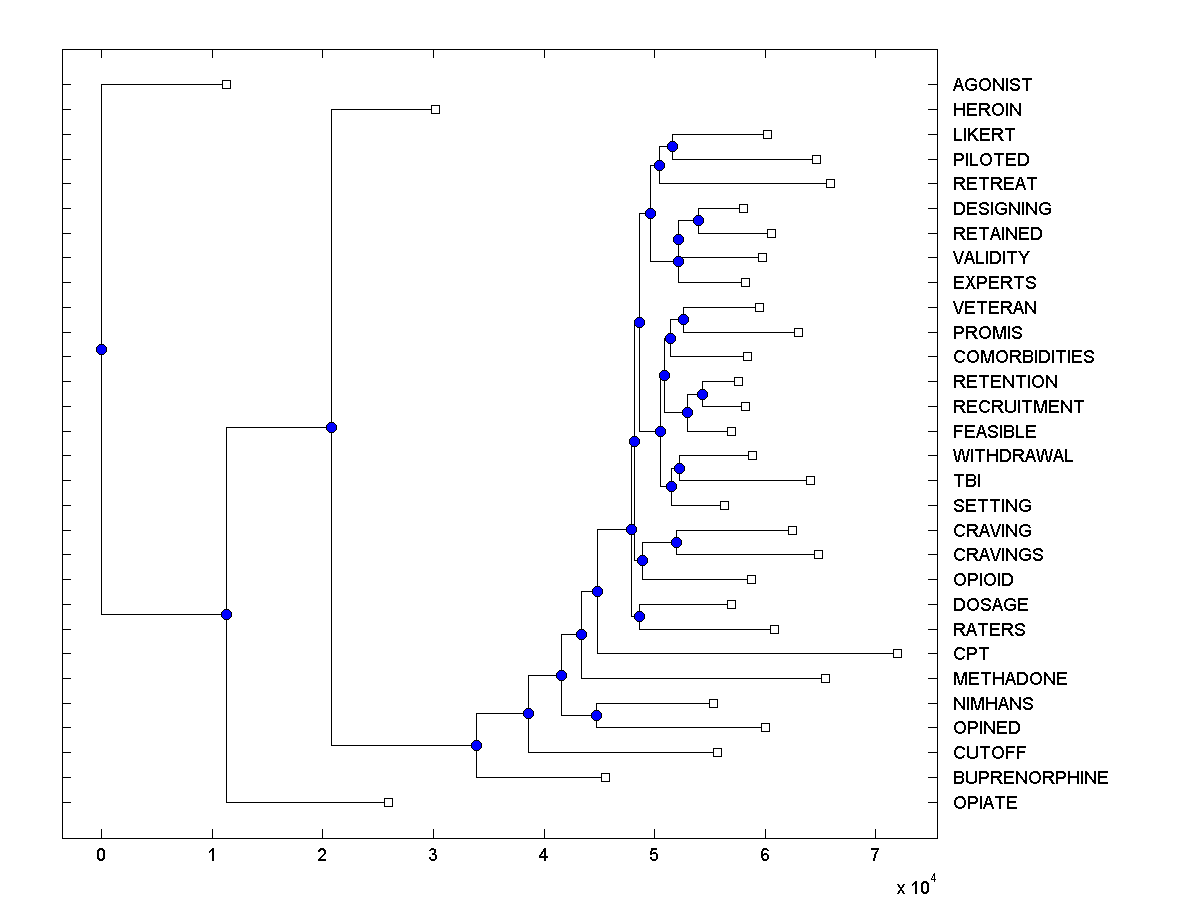 AGONIST
HEROIN
LIKERT
PILOTED
RETREAT
DESIGNING
RETAINED
VALIDITY
EXPERTS
VETERAN
PROMIS
COMORBIDITIES
RETENTION
RECRUITMENT
FEASIBLE
WITHDRAWAL
TBI
SETTING
CRAVING
CRAVINGS
OPIOID
DOSAGE
RATERS
CPT
METHADONE
NIMHANS
OPINED
CUTOFF
BUPRENORPHINE
OPIATE
0 1 2 3 4 5 6 7
x 10^4